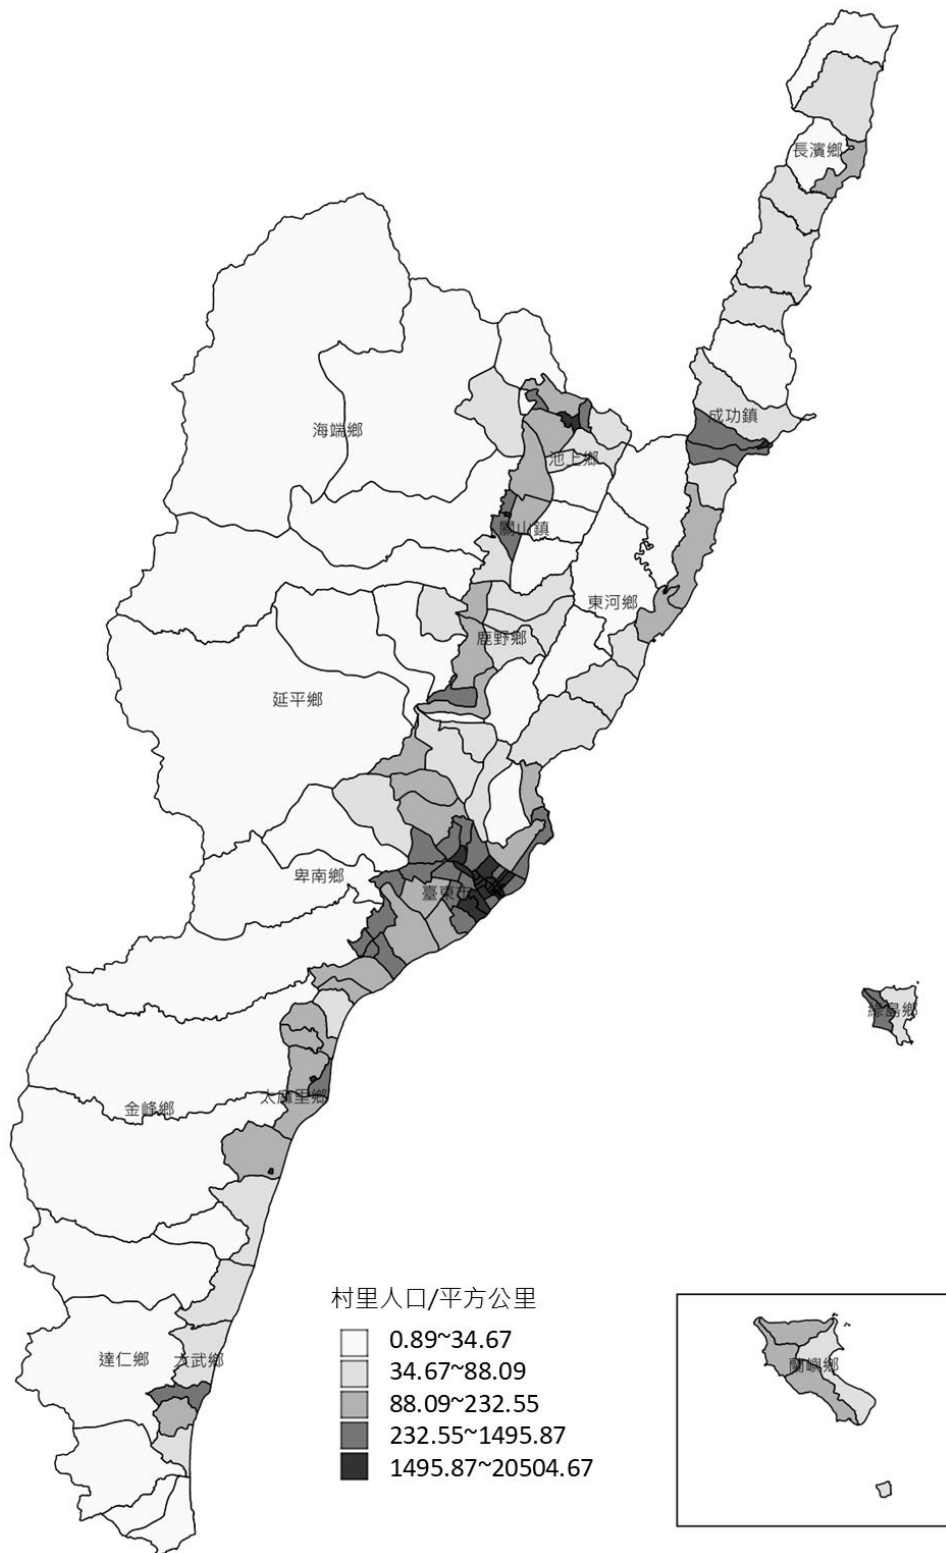 長濱鄉
成功鎮
海端鄉
池上鄉
關山鎮
東河鄉
鹿野鄉
延平鄉
卑南鄉
臺東市
綠島鄉
太麻里鄉
金峰鄉
村里人口/平方公里
0.89~34.67
34.67~88.09
88.09~232.55
232.55~1495.87
1495.87~20504.67
達仁鄉
大武鄉
蘭嶼鄉